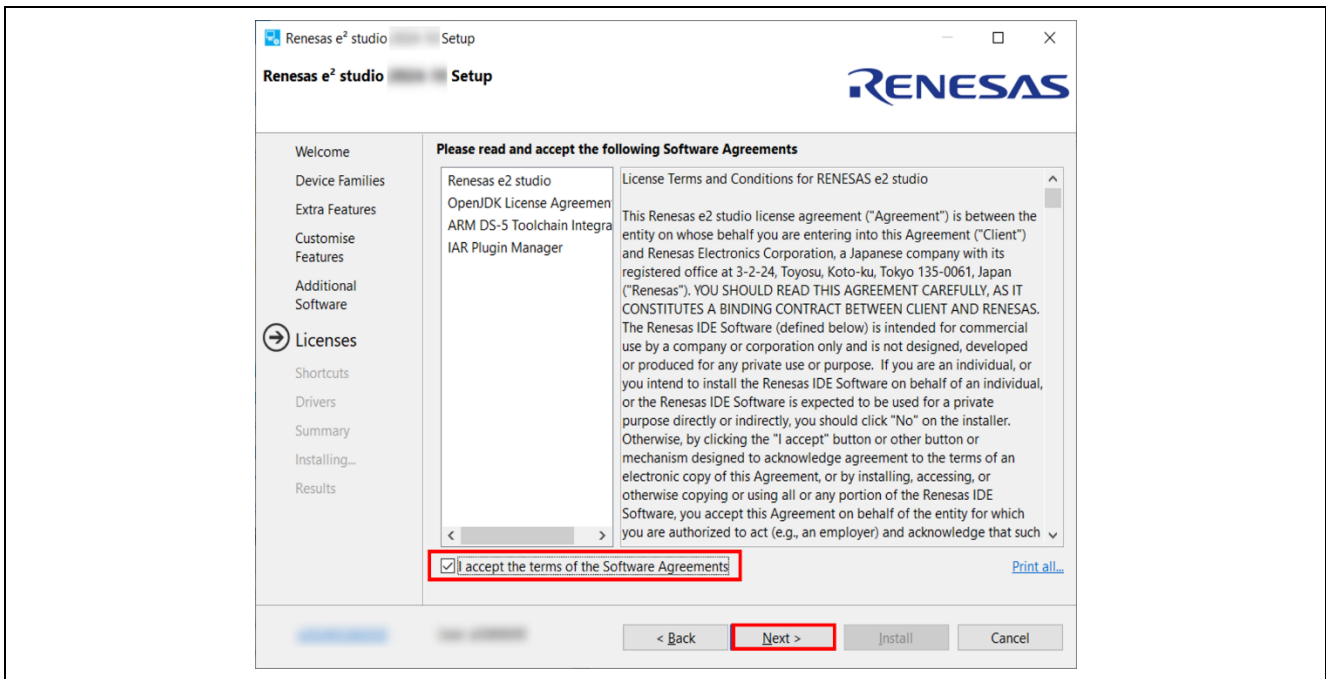 Renesas e² studio Setup
Renesas e² studio Setup
RENESAS
Welcome
Device Families
Extra Features
Customise
Features
Additional
Software
Licenses
Shortcuts
Drivers
Summary
Installing...
Results
Please read and accept the following Software Agreements
Renesas e2 studio
OpenJDK License Agreemen
ARM DS-5 Toolchain Integra
IAR Plugin Manager
License Terms and Conditions for RENESAS e2 studio
This Renesas e2 studio license agreement ("Agreement") is between the
entity on whose behalf you are entering into this Agreement ("Client")
and Renesas Electronics Corporation, a Japanese company with its
registered office at 3-2-24, Toyosu, Koto-ku, Tokyo 135-0061, Japan
("Renesas"). YOU SHOULD READ THIS AGREEMENT CAREFULLY, AS IT
CONSTITUTES A BINDING CONTRACT BETWEEN CLIENT AND RENESAS.
The Renesas IDE Software (defined below) is intended for commercial
use by a company or corporation only and is not designed, developed
or produced for any private use or purpose. If you are an individual, or
you intend to install the Renesas IDE Software on behalf of an individual,
or the Renesas IDE Software is expected to be used for a private
purpose directly or indirectly, you should click "No" on the installer.
Otherwise, by clicking the "I accept" button or other button or
mechanism designed to acknowledge agreement to the terms of an
electronic copy of this Agreement, or by installing, accessing, or
otherwise copying or using all or any portion of the Renesas IDE
Software, you accept this Agreement on behalf of the entity for which
you are authorized to act (e.g., an employer) and acknowledge that such
I accept the terms of the Software Agreements
Print all...
< Back
Next >
Install
Cancel